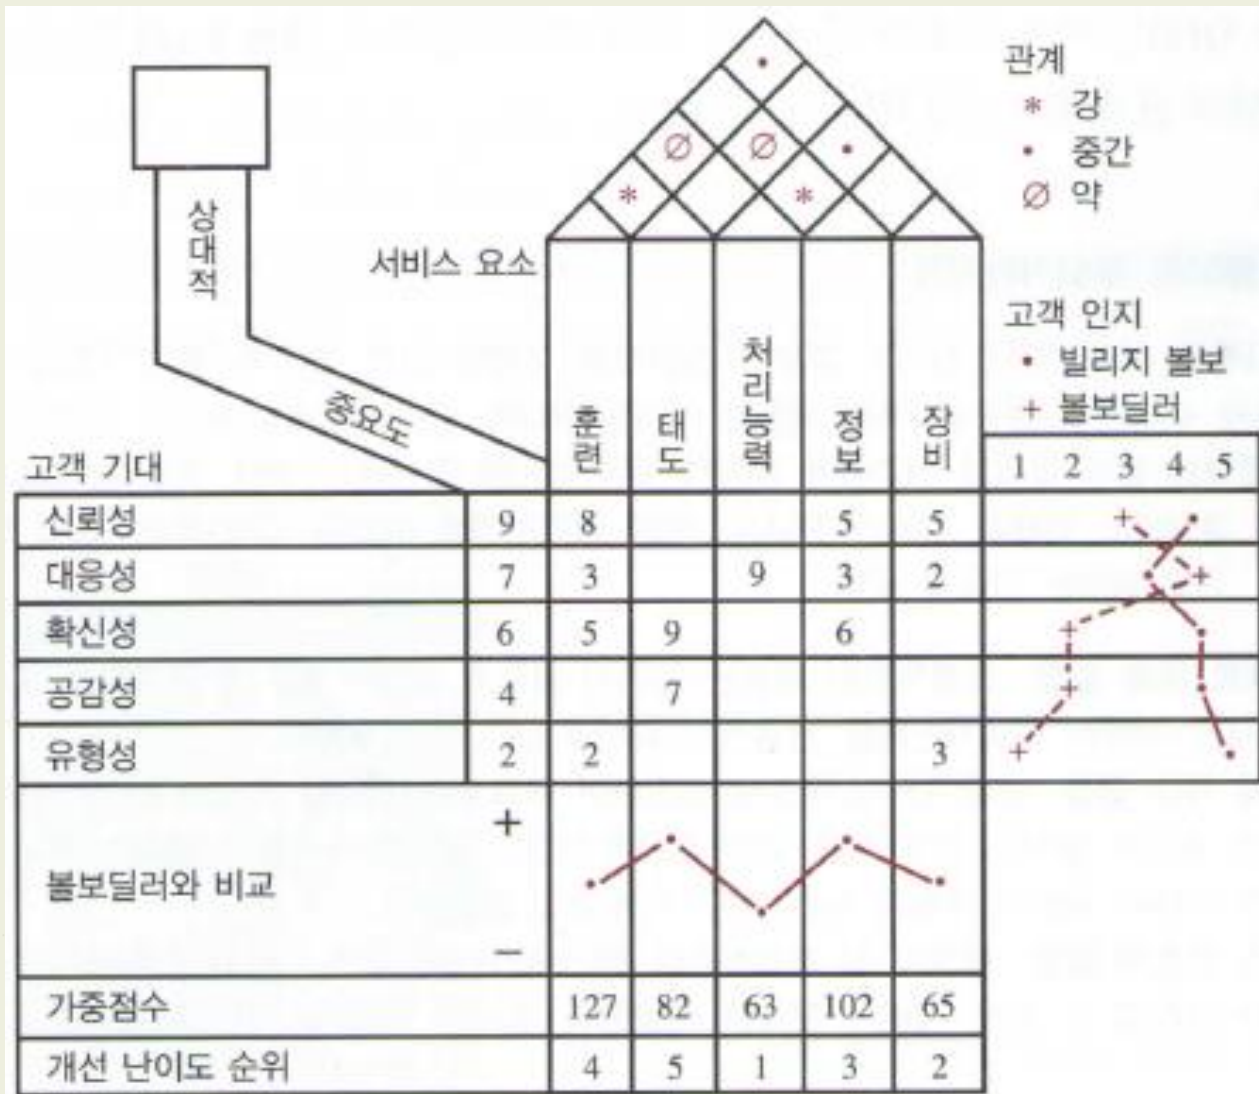 관계
* 강
• 중간
∅ 약
상대적
중요도
서비스 요소
훈련
태도
처리능력
정보
장비
고객 인지
• 빌리지 볼보
+ 볼보딜러
1 2 3 4 5
고객 기대
신뢰성 9 8 5 5
대응성 7 3 9 3 2
확신성 6 5 9 6
공감성 4 7
유형성 2 2 3
+
볼보딜러와 비교
−
가중점수 127 82 63 102 65
개선 난이도 순위 4 5 1 3 2